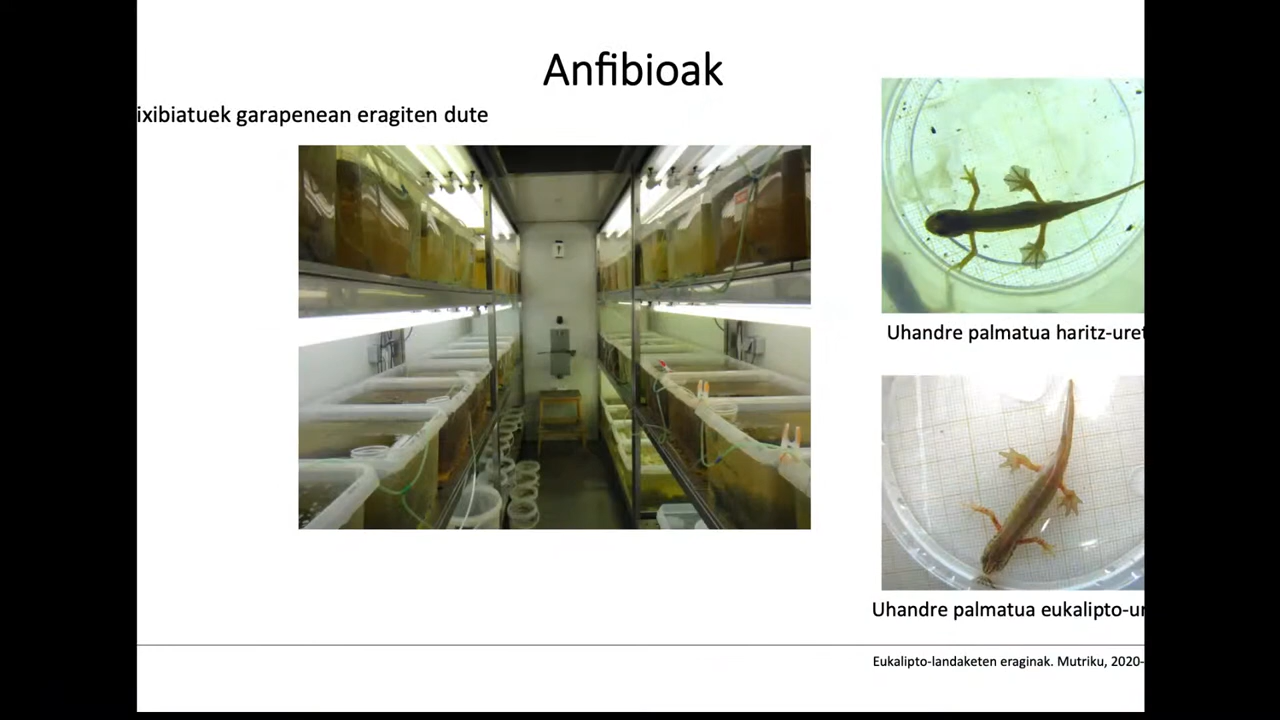 Anfibioak
ixibiatuek garapenean eragiten dute
Uhandre palmatua haritz-uret
Uhandre palmatua eukalipto-ur
Eukalipto-landaketen eraginak. Mutriku, 2020-